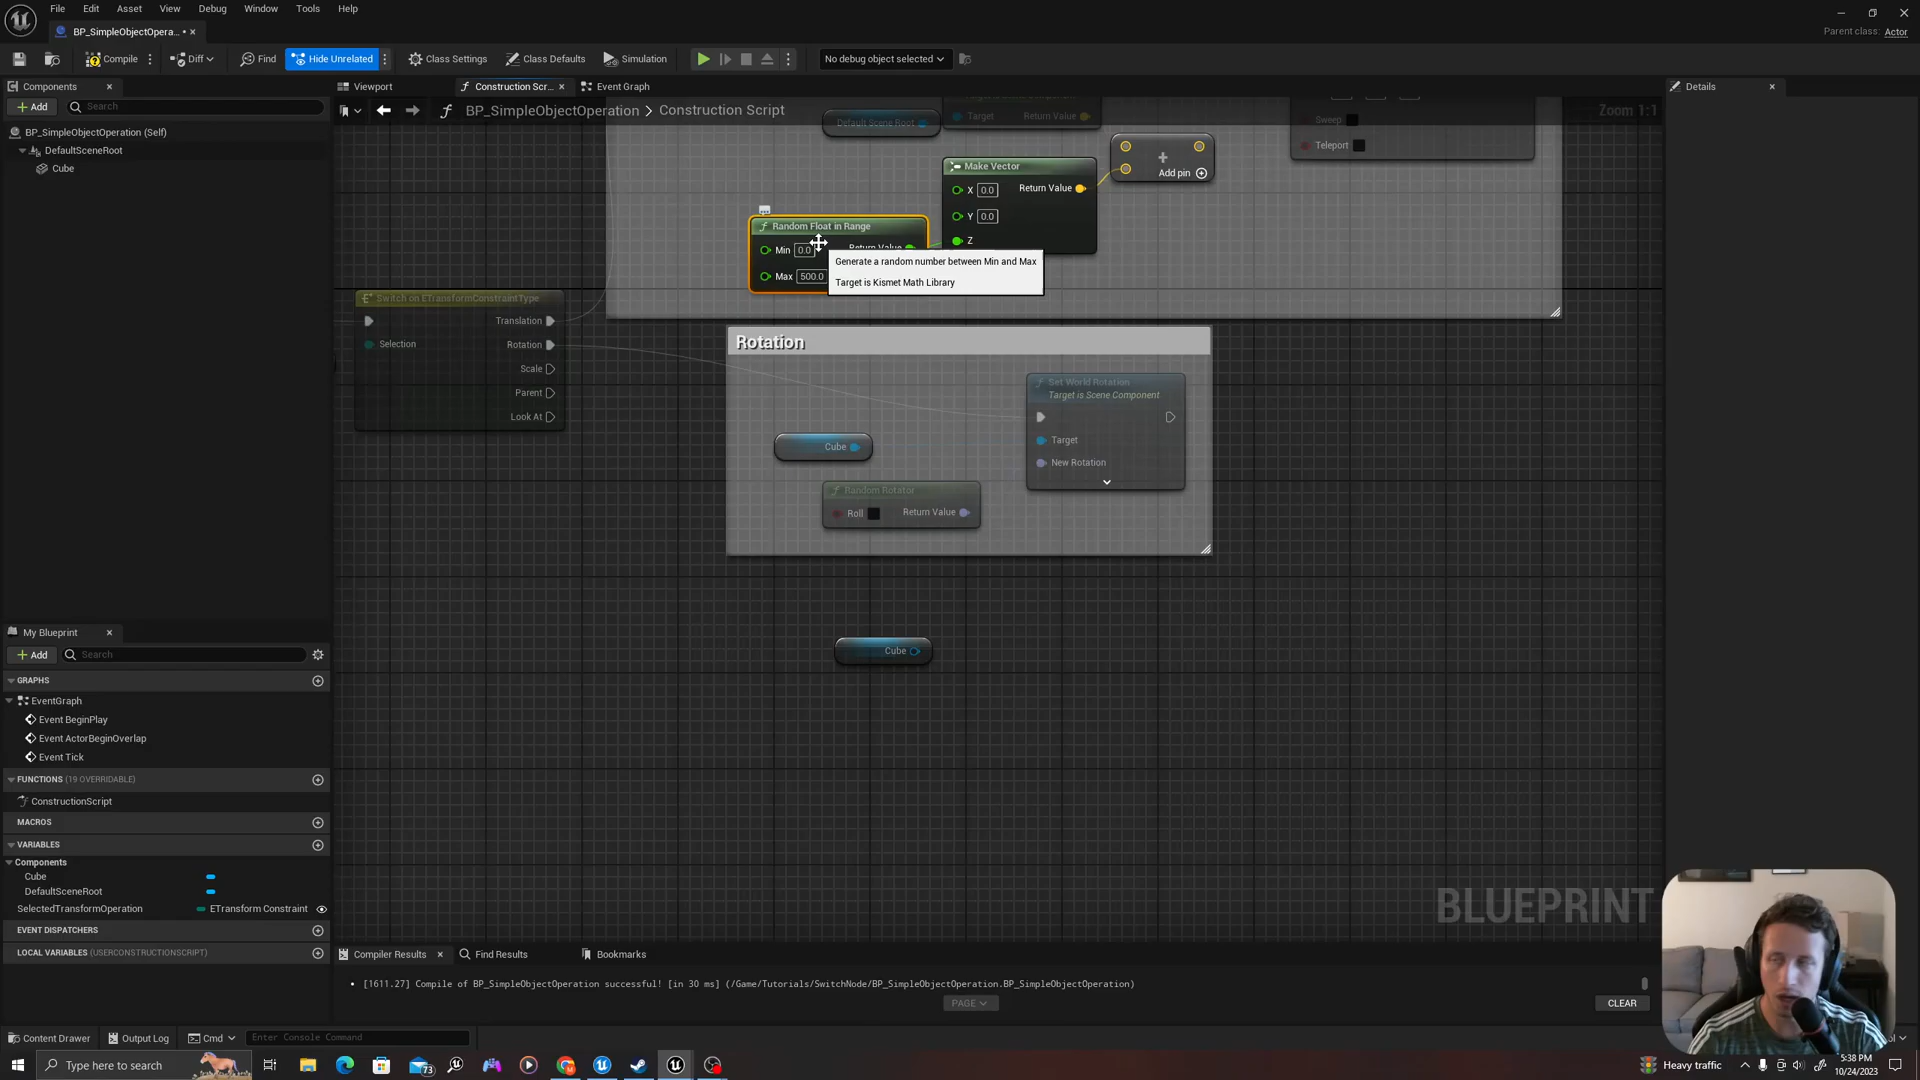 File Edit Asset View Debug Window Tools Help
BP_SimpleObjectOpera... •
Parent class: Actor
Compile Diff Find Hide Unrelated Class Settings Class Defaults Simulation No debug object selected
Components
Viewport Construction Scr... Event Graph
Details
Add Search
BP_SimpleObjectOperation > Construction Script
Zoom 1:1
BP_SimpleObjectOperation (Self)
DefaultSceneRoot
Cube
Default Scene Root
Target Return Value
Sweep
Teleport
Make Vector
X 0.0 Return Value
Y 0.0
Z
Add pin
Random Float in Range
Min 0.0 Return Value
Max 500.0
Generate a random number between Min and Max
Target is Kismet Math Library
Switch on ETransformConstraintType
Translation
Selection Rotation
Scale
Parent
Look At
Rotation
Set World Rotation
Target is Scene Component
Cube
Target
New Rotation
Random Rotator
Roll Return Value
Cube
My Blueprint
Add Search
GRAPHS
EventGraph
Event BeginPlay
Event ActorBeginOverlap
Event Tick
FUNCTIONS (19 OVERRIDABLE)
ConstructionScript
MACROS
VARIABLES
Components
Cube
DefaultSceneRoot
SelectedTransformOperation ETransform Constraint
EVENT DISPATCHERS
LOCAL VARIABLES (USERCONSTRUCTIONSCRIPT)
BLUEPRINT
Compiler Results Find Results Bookmarks
[1611.27] Compile of BP_SimpleObjectOperation successful! [in 30 ms] (/Game/Tutorials/SwitchNode/BP_SimpleObjectOperation.BP_SimpleObjectOperation)
PAGE
CLEAR
Content Drawer Output Log Cmd Enter Console Command
Type here to search
73
Heavy traffic
5:38 PM
10/24/2023